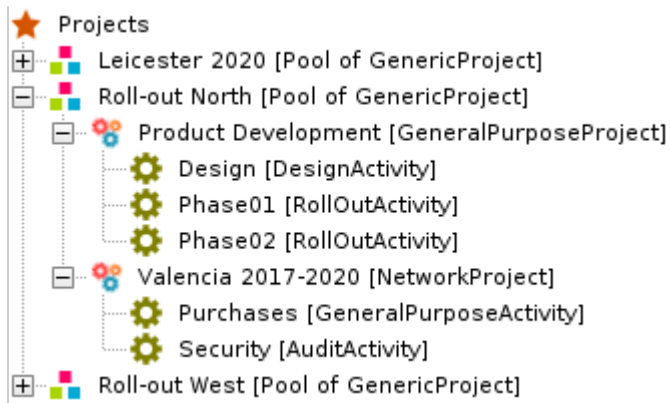 Projects
Leicester 2020 [Pool of GenericProject]
Roll-out North [Pool of GenericProject]
Product Development [GeneralPurposeProject]
Design [DesignActivity]
Phase01 [RollOutActivity]
Phase02 [RollOutActivity]
Valencia 2017-2020 [NetworkProject]
Purchases [GeneralPurposeActivity]
Security [AuditActivity]
Roll-out West [Pool of GenericProject]